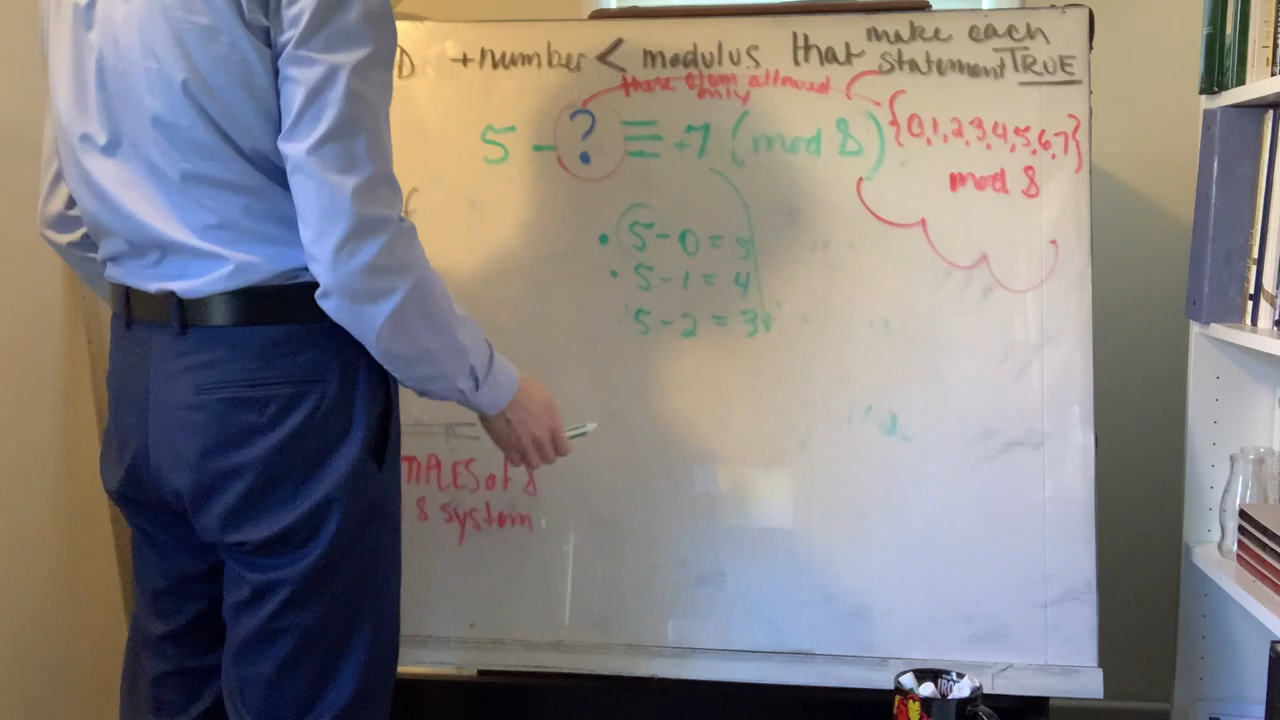 D +number < modulus that make each
statement TRUE
these elem allowed
only
5 - ? ≡ 7 (mod 8) {0,1,2,3,4,5,6,7}
mod 8
• 5-0 = 5
• 5-1 = 4
5-2 = 3
TIPLES of 8
8 system